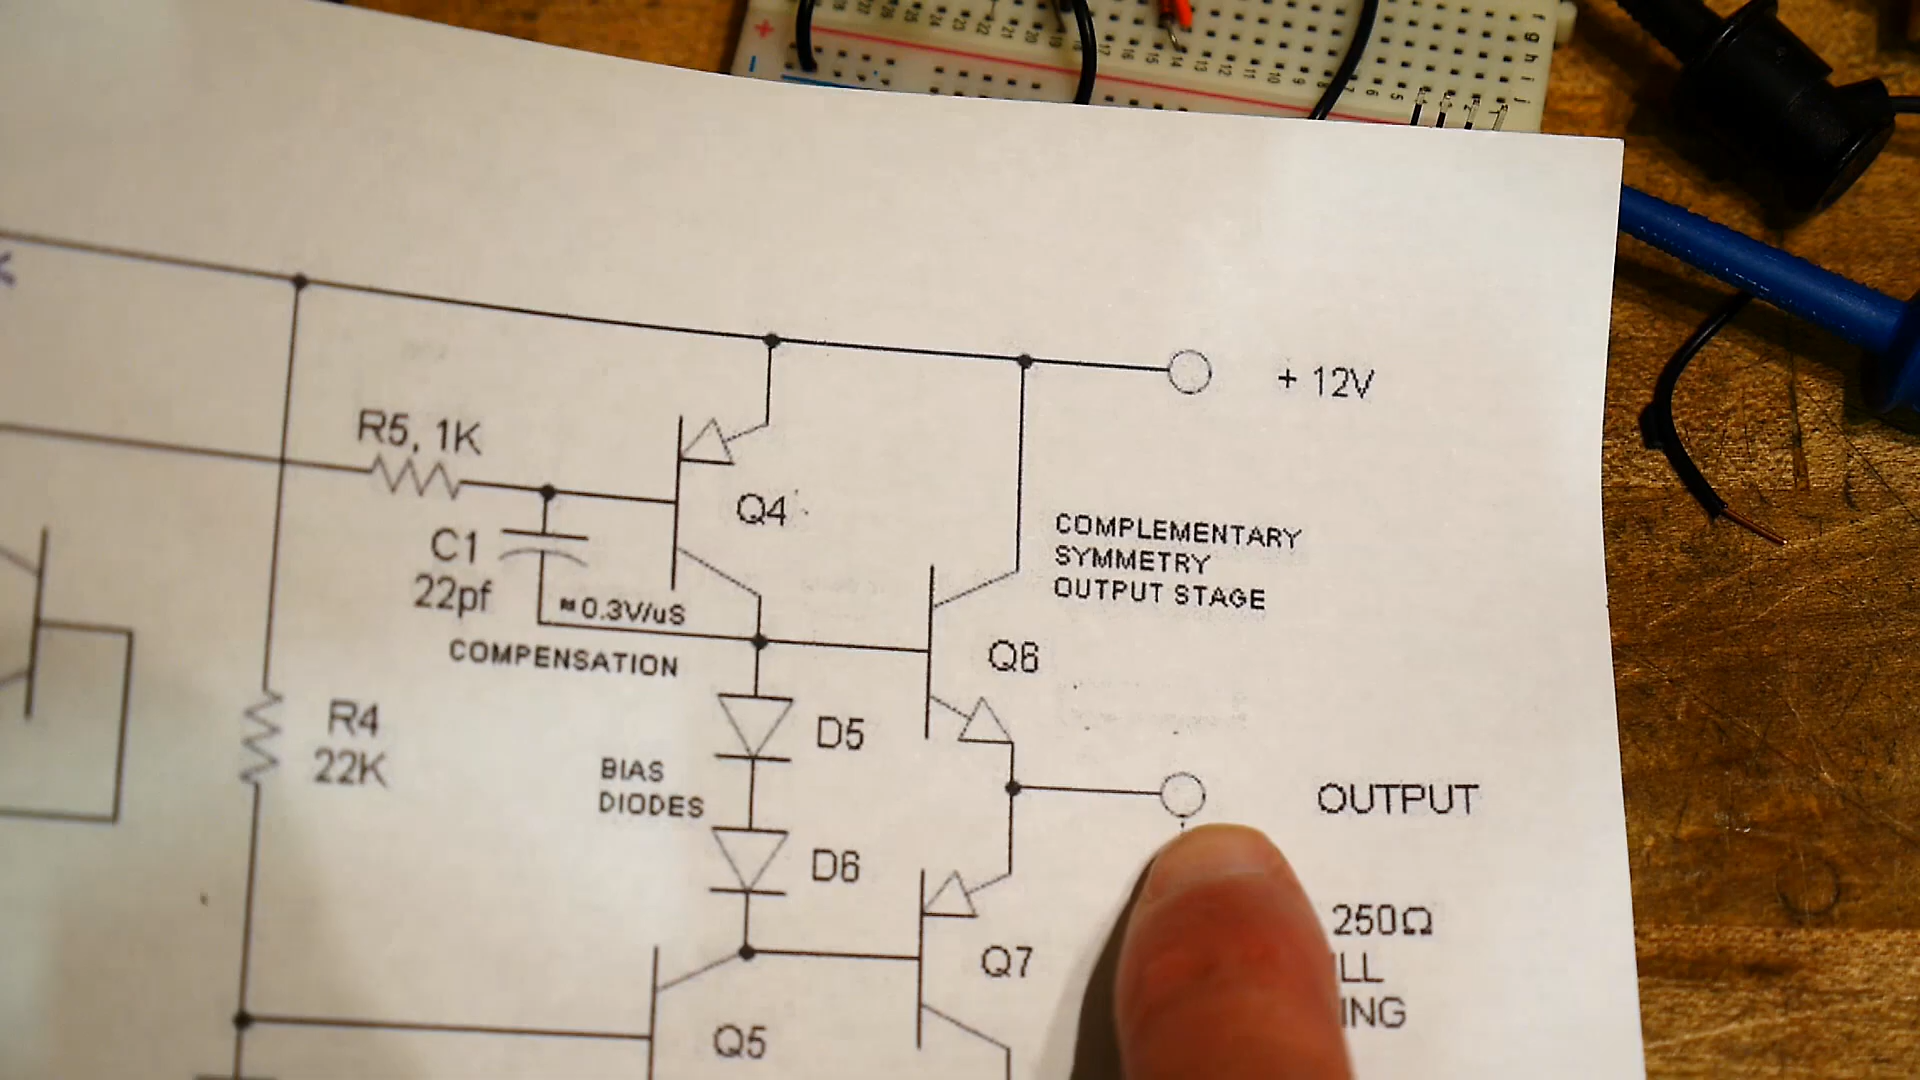 + 12V
R5, 1K
Q4
COMPLEMENTARY
SYMMETRY
OUTPUT STAGE
C1
22pf
≈0.3V/uS
COMPENSATION
Q6
R4
22K
D5
BIAS
DIODES
OUTPUT
D6
250Ω
Q7
Q5